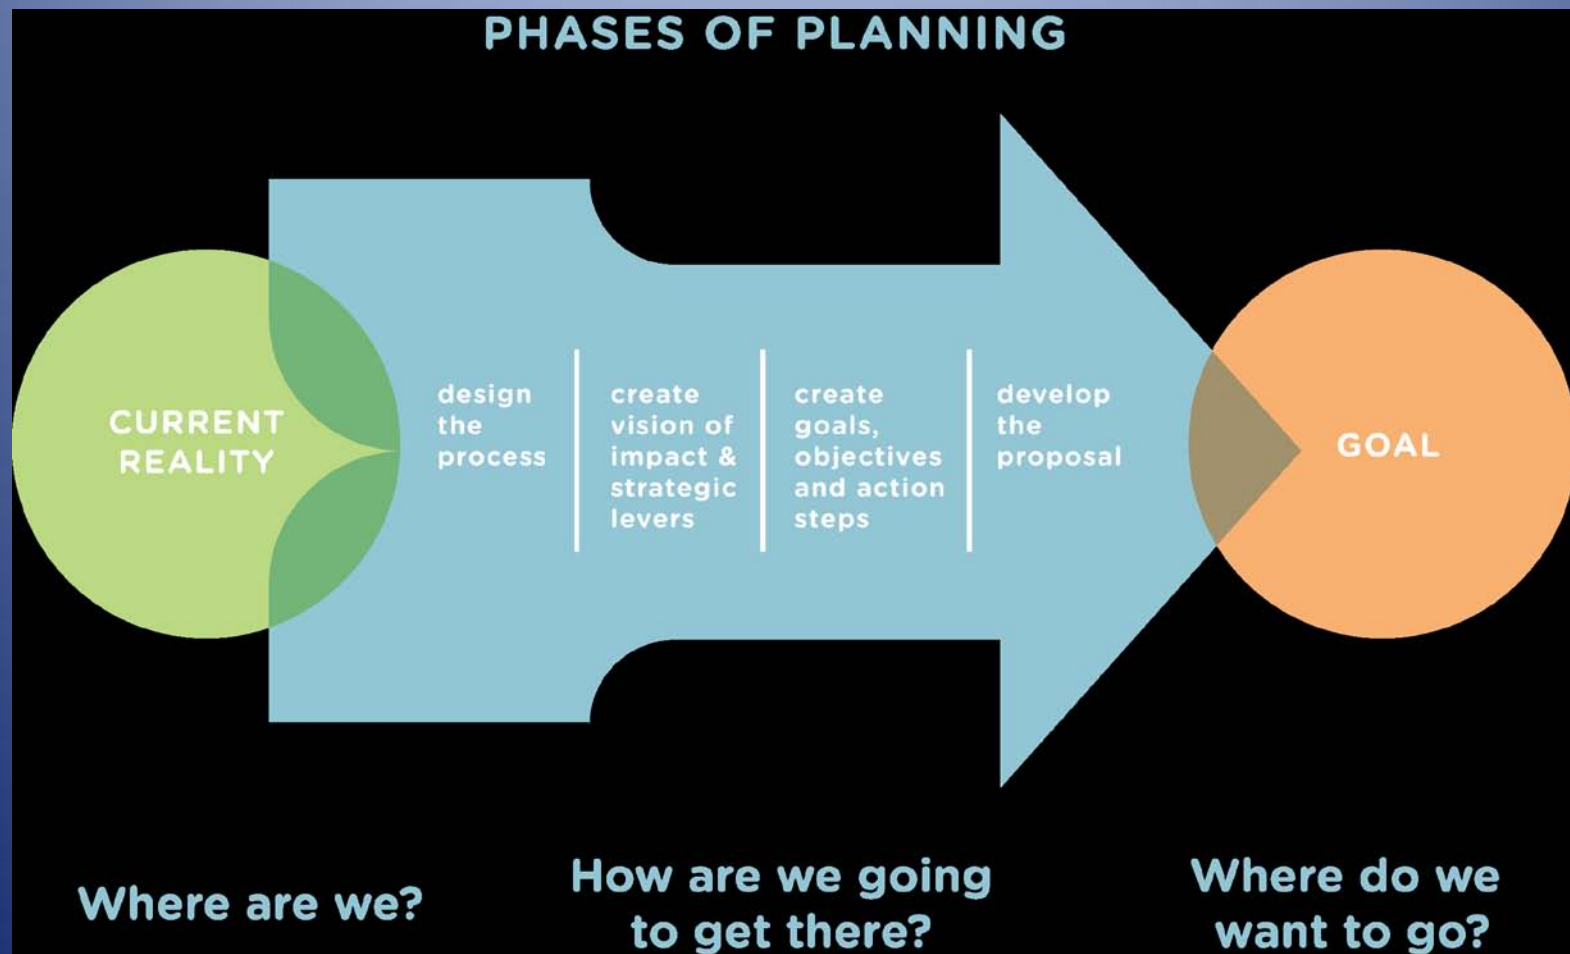 PHASES OF PLANNING
CURRENT
REALITY
design
the
process
create
vision of
impact &
strategic
levers
create
goals,
objectives
and action
steps
develop
the
proposal
GOAL
Where are we?
How are we going
to get there?
Where do we
want to go?